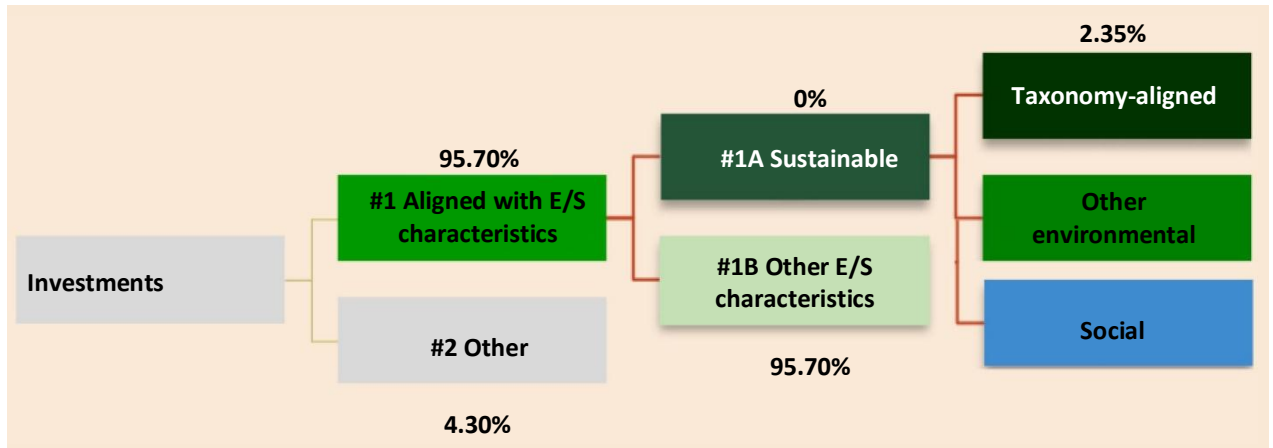 2.35%
Taxonomy-aligned
0%
#1A Sustainable
95.70%
#1 Aligned with E/S
characteristics
Other
environmental
Investments
#1B Other E/S
characteristics
#2 Other
Social
95.70%
4.30%